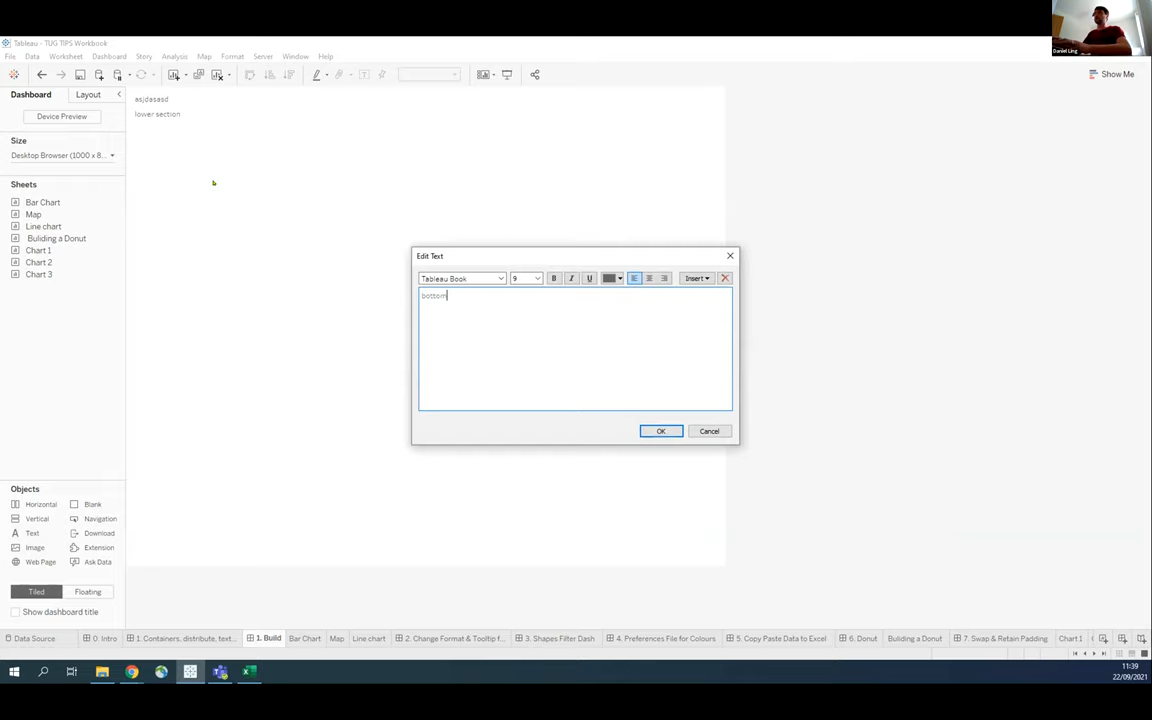 Daniel Ling
Tableau - TUG TIPS Workbook
File Data Worksheet Dashboard Story Analysis Map Format Server Window Help
Show Me
Dashboard Layout
Device Preview
Size
Desktop Browser (1000 x 8...
Sheets
Bar Chart
Map
Line chart
Buliding a Donut
Chart 1
Chart 2
Chart 3
asjdasasd
lower section
Edit Text
Tableau Book 9 B I U Insert
bottom
OK Cancel
Objects
Horizontal Blank
Vertical Navigation
A Text Download
Image Extension
Web Page Ask Data
Tiled Floating
Show dashboard title
Data Source 0. Intro 1. Containers, distribute, text... 1. Build Bar Chart Map Line chart 2. Change Format & Tooltip f... 3. Shapes Filter Dash 4. Preferences File for Colours 5. Copy Paste Data to Excel 6. Donut Buliding a Donut 7. Swap & Retain Padding Chart 1
11:39
22/09/2021